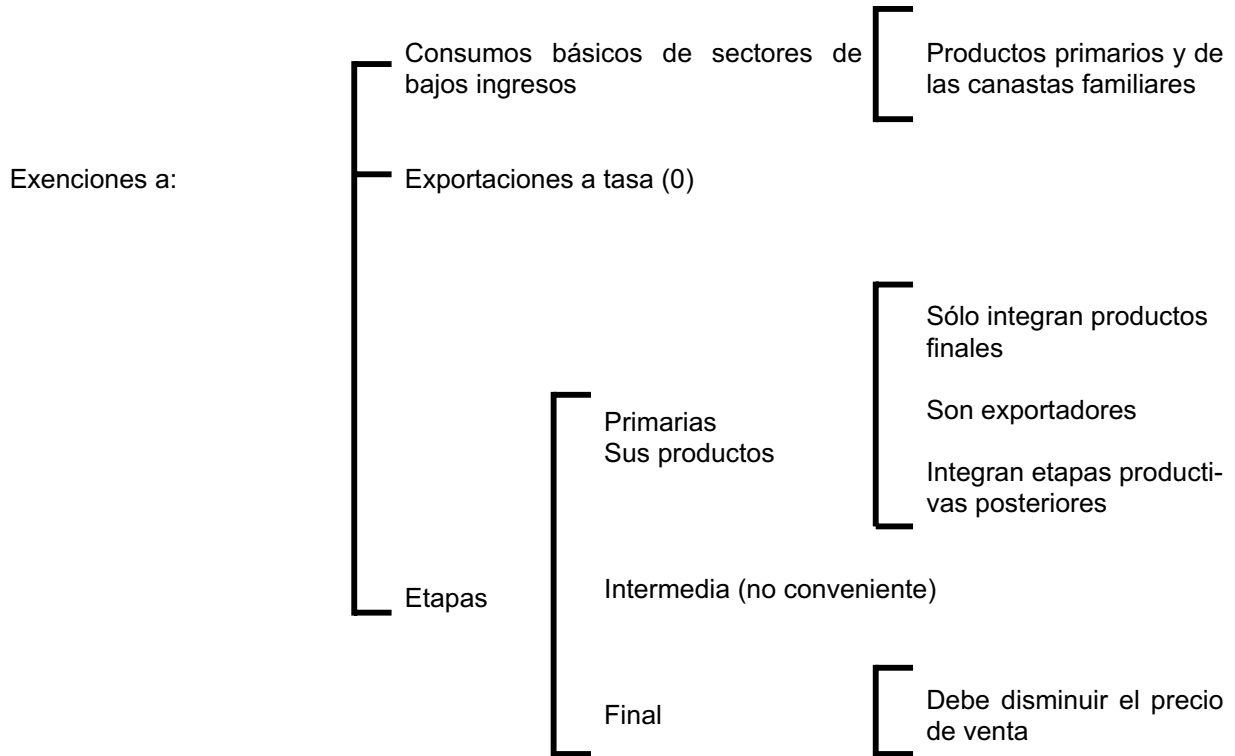 Consumos básicos de sectores de
bajos ingresos
Productos primarios y de
las canastas familiares
Exenciones a:
Exportaciones a tasa (0)
Etapas
Primarias
Sus productos
Sólo integran productos
finales
Son exportadores
Integran etapas producti-
vas posteriores
Intermedia (no conveniente)
Final
Debe disminuir el precio
de venta